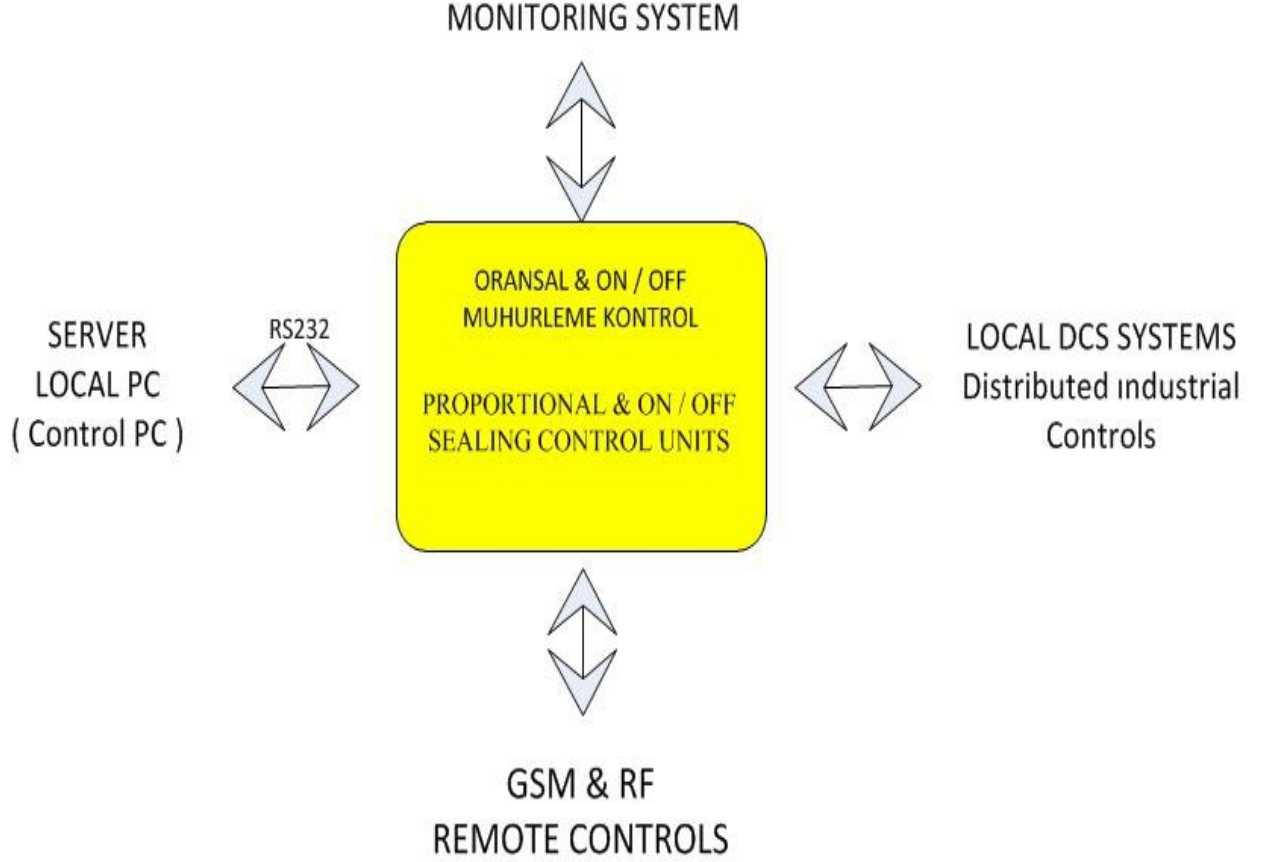 MONITORING SYSTEM
ORANSAL & ON / OFF
MUHURLEME KONTROL
PROPORTIONAL & ON / OFF
SEALING CONTROL UNITS
RS232
SERVER
LOCAL PC
( Control PC )
LOCAL DCS SYSTEMS
Distributed ındustrial
Controls
GSM & RF
REMOTE CONTROLS